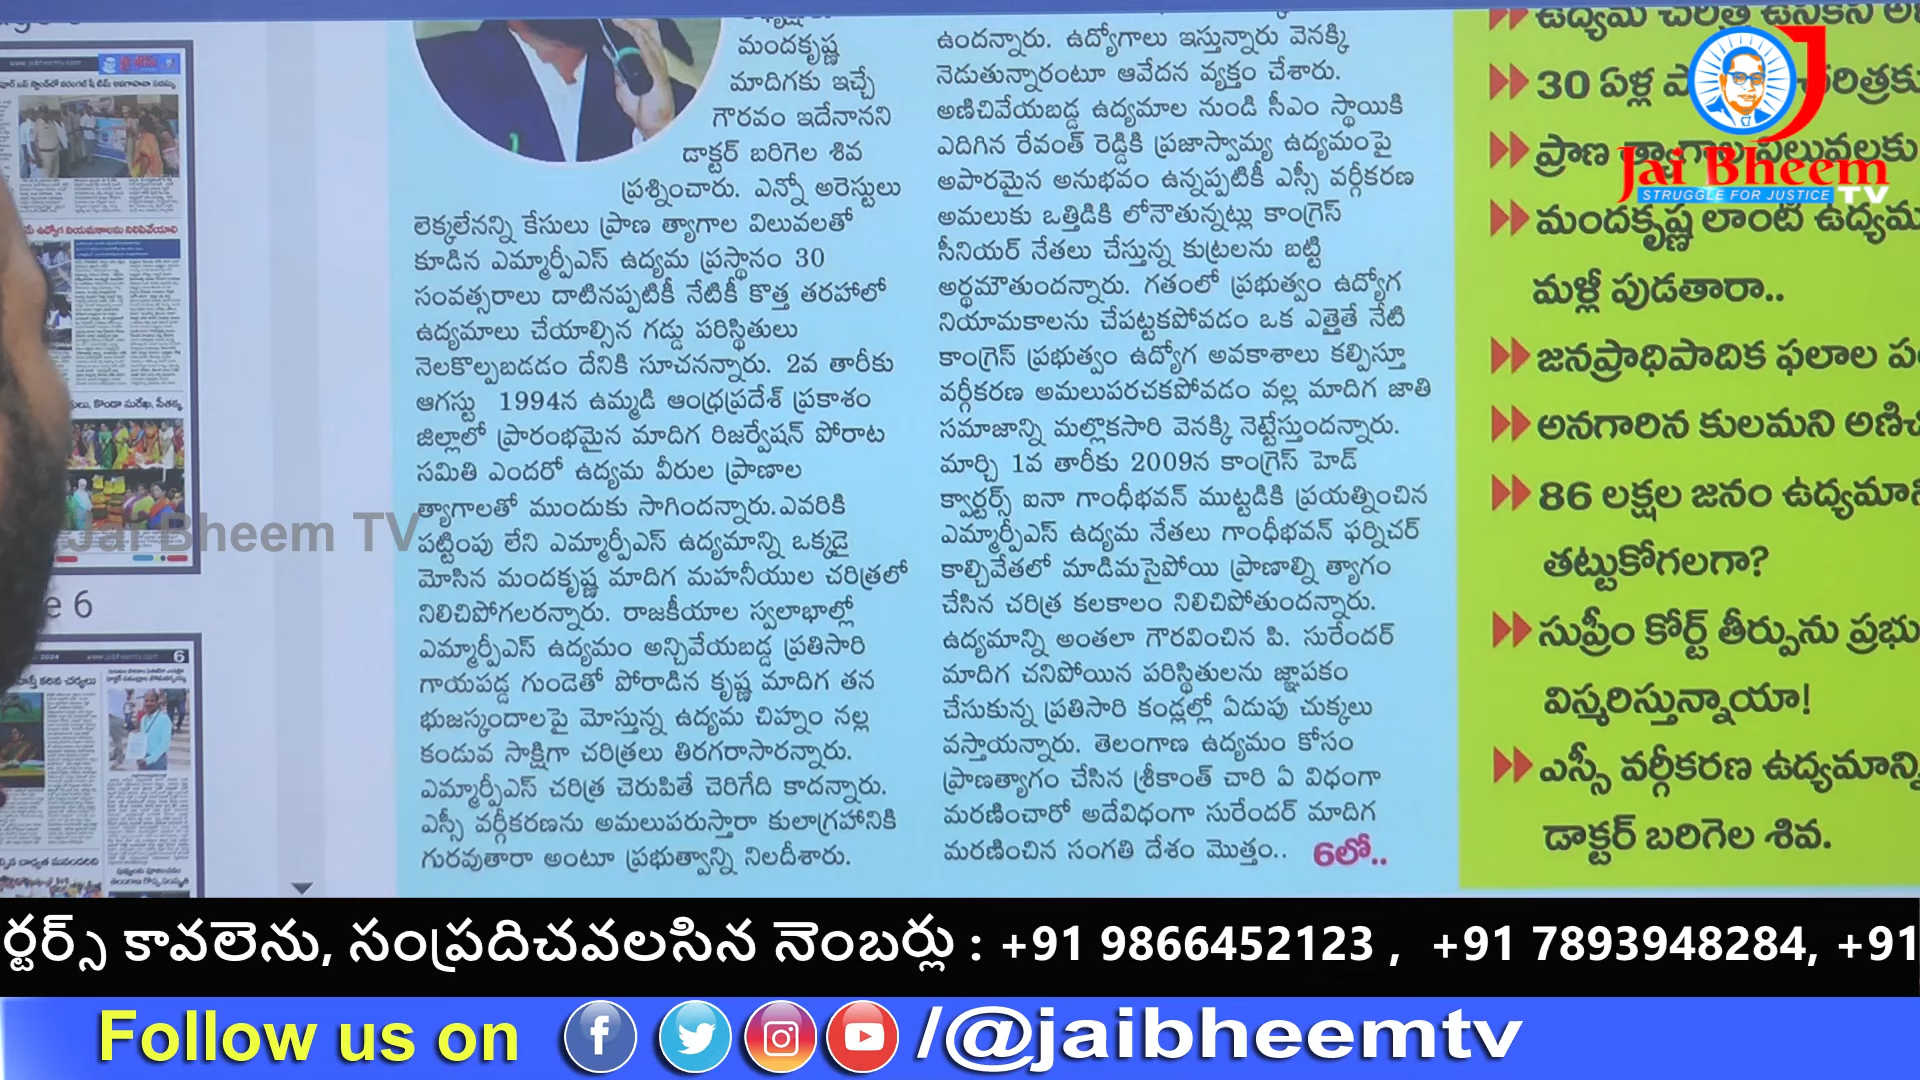 మందకృష్ణ
మాదిగకు ఇచ్చే
గౌరవం ఇదేనానని
డాక్టర్ బరిగెల శివ
ప్రశ్నించారు. ఎన్నో అరెస్టులు
లెక్కలేనన్ని కేసులు ప్రాణ త్యాగాల విలువలతో
కూడిన ఎమ్మార్పీఎస్ ఉద్యమ ప్రస్థానం 30
సంవత్సరాలు దాటినప్పటికీ నేటికీ కొత్త తరహాలో
ఉద్యమాలు చేయాల్సిన గడ్డు పరిస్థితులు
నెలకొల్పబడడం దేనికి సూచనన్నారు. 2వ తారీకు
ఆగస్టు 1994న ఉమ్మడి ఆంధ్రప్రదేశ్ ప్రకాశం
జిల్లాలో ప్రారంభమైన మాదిగ రిజర్వేషన్ పోరాట
సమితి ఎందరో ఉద్యమ వీరుల ప్రాణాల
త్యాగాలతో ముందుకు సాగిందన్నారు.ఎవరికి
పట్టింపు లేని ఎమ్మార్పీఎస్ ఉద్యమాన్ని ఒక్కడై
మోసిన మందకృష్ణ మాదిగ మహనీయుల చరిత్రలో
నిలిచిపోగలరన్నారు. రాజకీయాల స్వలాభాల్లో
ఎమ్మార్పీఎస్ ఉద్యమం అన్చివేయబడ్డ ప్రతిసారి
గాయపడ్డ గుండెతో పోరాడిన కృష్ణ మాదిగ తన
భుజస్కందాలపై మోస్తున్న ఉద్యమ చిహ్నం నల్ల
కండువ సాక్షిగా చరిత్రలు తిరగరాసారన్నారు.
ఎమ్మార్పీఎస్ చరిత్ర చెరుపితే చెరిగేది కాదన్నారు.
ఎస్సీ వర్గీకరణను అమలుపరుస్తారా కులాగ్రహానికి
గురవుతారా అంటూ ప్రభుత్వాన్ని నిలదీశారు.
ఉందన్నారు. ఉద్యోగాలు ఇస్తున్నారు వెనక్కి
నెడుతున్నారంటూ ఆవేదన వ్యక్తం చేశారు.
అణిచివేయబడ్డ ఉద్యమాల నుండి సీఎం స్థాయికి
ఎదిగిన రేవంత్ రెడ్డికి ప్రజాస్వామ్య ఉద్యమంపై
అపారమైన అనుభవం ఉన్నప్పటికీ ఎస్సీ వర్గీకరణ
అమలుకు ఒత్తిడికి లోనౌతున్నట్లు కాంగ్రెస్
సీనియర్ నేతలు చేస్తున్న కుట్రలను బట్టి
అర్థమౌతుందన్నారు. గతంలో ప్రభుత్వం ఉద్యోగ
నియామకాలను చేపట్టకపోవడం ఒక ఎత్తైతే నేటి
కాంగ్రెస్ ప్రభుత్వం ఉద్యోగ అవకాశాలు కల్పిస్తూ
వర్గీకరణ అమలుపరచకపోవడం వల్ల మాదిగ జాతి
సమాజాన్ని మల్లొకసారి వెనక్కి నెట్టేస్తుందన్నారు.
మార్చి 1వ తారీకు 2009న కాంగ్రెస్ హెడ్
క్వార్టర్స్ ఐనా గాంధీభవన్ ముట్టడికి ప్రయత్నించిన
ఎమ్మార్పీఎస్ ఉద్యమ నేతలు గాంధీభవన్ ఫర్నిచర్
కాల్చివేతలో మాడిమసైపోయి ప్రాణాల్ని త్యాగం
చేసిన చరిత్ర కలకాలం నిలిచిపోతుందన్నారు.
ఉద్యమాన్ని అంతలా గౌరవించిన పి. సురేందర్
మాదిగ చనిపోయిన పరిస్థితులను జ్ఞాపకం
చేసుకున్న ప్రతిసారి కండ్లల్లో ఏడుపు చుక్కలు
వస్తాయన్నారు. తెలంగాణ ఉద్యమం కోసం
ప్రాణత్యాగం చేసిన శ్రీకాంత్ చారి ఏ విధంగా
మరణించారో అదేవిధంగా సురేందర్ మాదిగ
మరణించిన సంగతి దేశం మొత్తం.. 6లో..
ఉద్యమ చరిత్ర
30 ఏళ్ల
ప్రాణ త్యాగాల విలువలకు
మందకృష్ణ లాంటి
మళ్లీ పుడతారా..
జనప్రాధిపాదిక ఫలాల
అనగారిన కులమని
86 లక్షల జనం
తట్టుకోగలగా?
సుప్రీం కోర్ట్ తీర్పును
విస్మరిస్తున్నాయా!
ఎస్సీ వర్గీకరణ ఉద్యమాన్ని
డాక్టర్ బరిగెల శివ.
Jai Bheem
STRUGGLE FOR JUSTICE TV
Jai Bheem TV
e 6
6
ర్టర్స్ కావలెను, సంప్రదిచవలసిన నెంబర్లు : +91 9866452123 , +91 7893948284, +91
Follow us on /@jaibheemtv